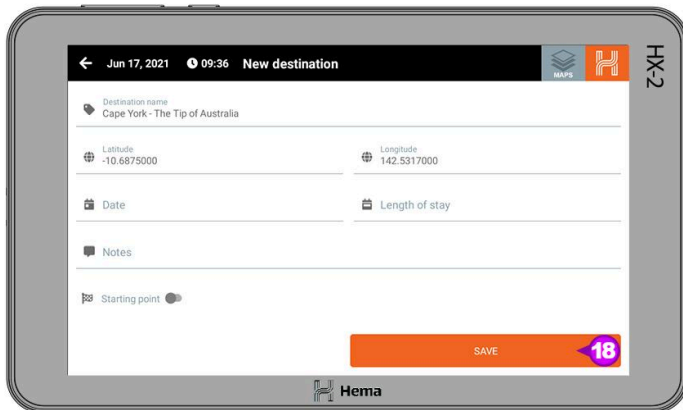 Jun 17, 2021 09:36 New destination
MAPS
HX-2
Destination name
Cape York - The Tip of Australia
Latitude
-10.6875000
Longitude
142.5317000
Date
Length of stay
Notes
Starting point
SAVE
18
Hema